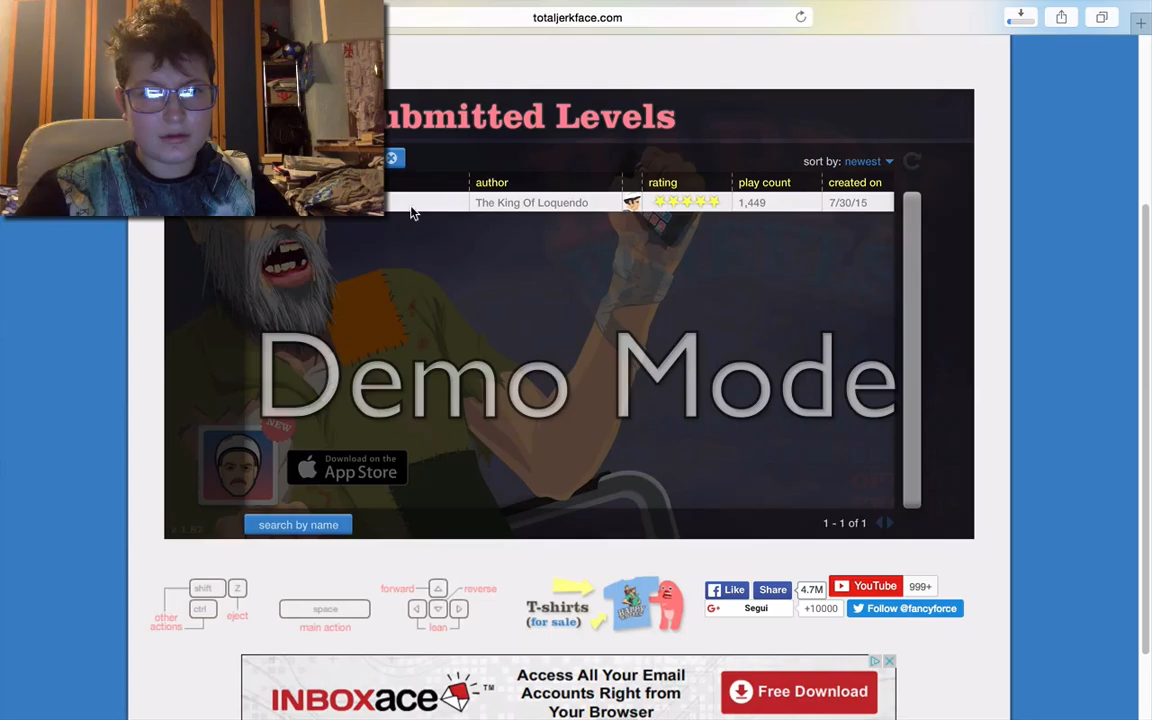 totaljerkface.com
ubmitted Levels
sort by: newest
author rating play count created on
The King Of Loquendo 1,449 7/30/15
Demo Mode
NEW
Download on the
App Store
search by name
1 - 1 of 1
shift Z
ctrl
other
actions
eject
space
main action
forward reverse
lean
T-shirts
(for sale)
Like Share 4.7M YouTube 999+
Segui +10000 Follow @fancyforce
INBOXace™
Access All Your Email
Accounts Right from
Your Browser
Free Download